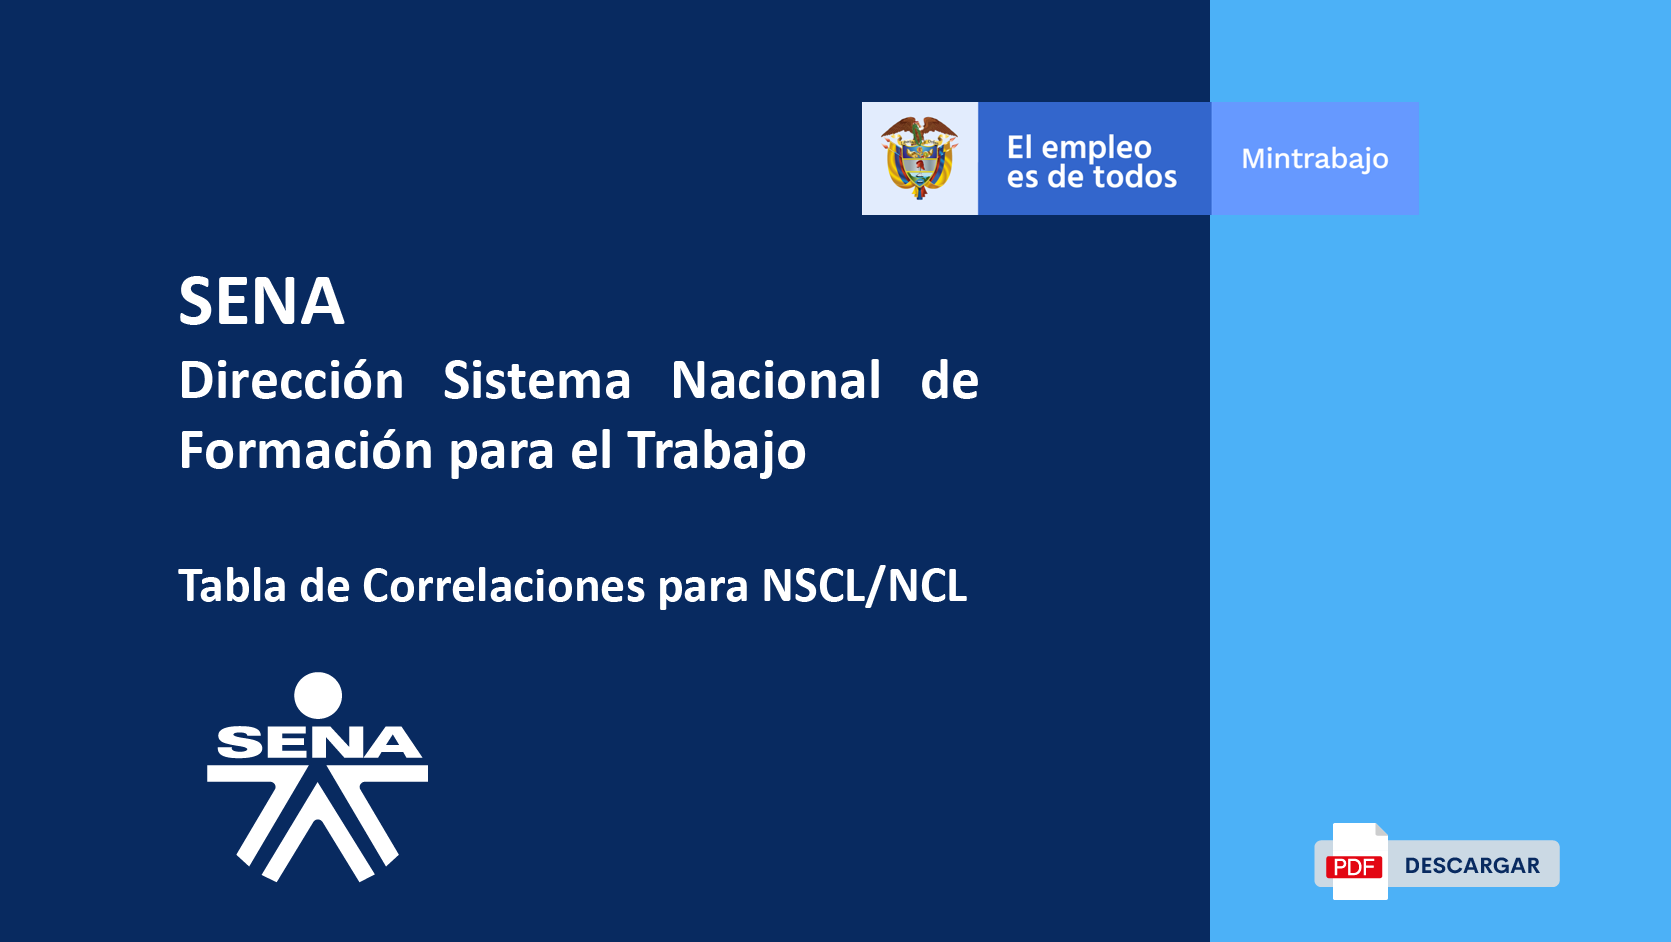 El empleo
es de todos
Mintrabajo
SENA
Dirección Sistema Nacional de
Formación para el Trabajo
Tabla de Correlaciones para NSCL/NCL
SENA
PDF DESCARGAR